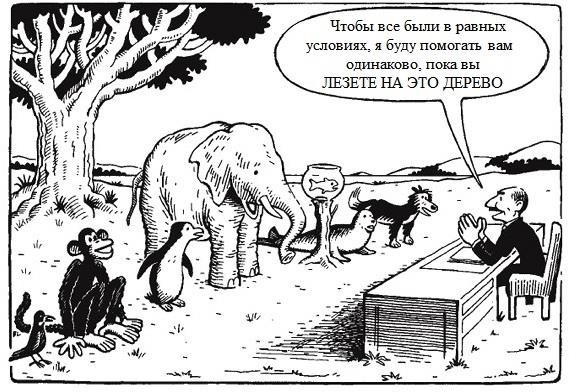 Чтобы все были в равных
условиях, я буду помогать вам
одинаково, пока вы
ЛЕЗЕТЕ НА ЭТО ДЕРЕВО